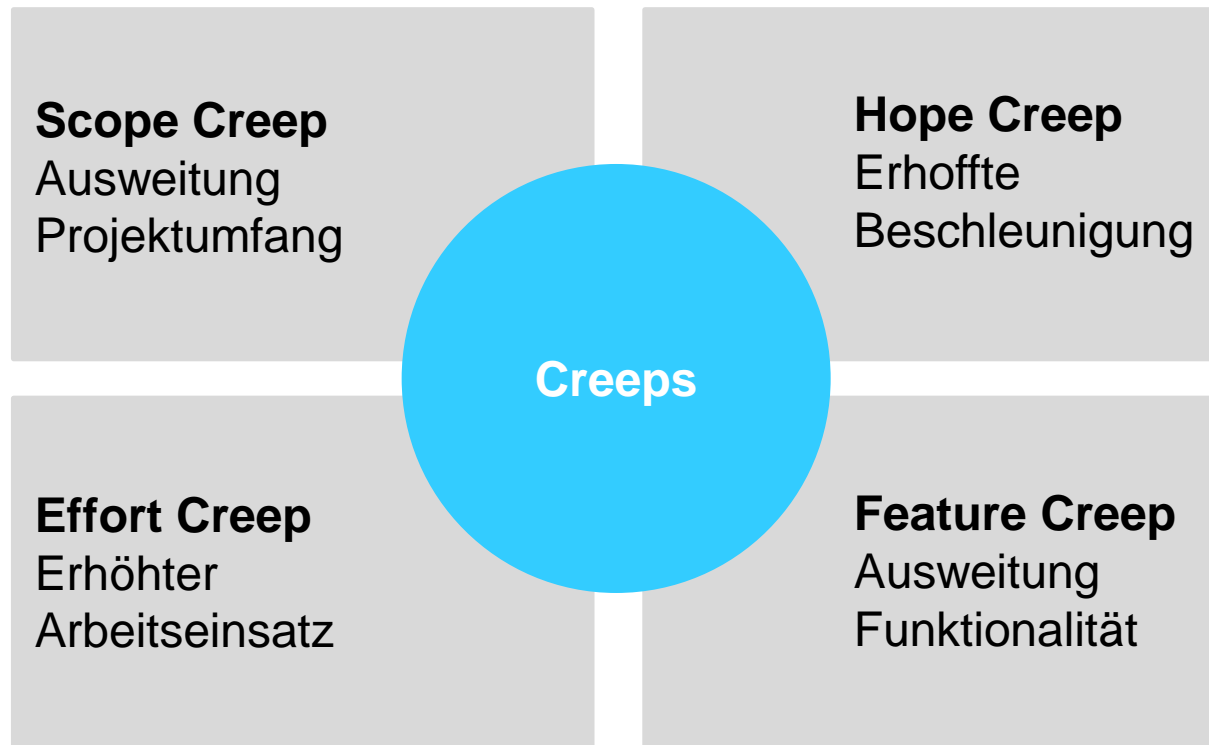 Scope Creep
Ausweitung
Projektumfang
Hope Creep
Erhoffte
Beschleunigung
Creeps
Effort Creep
Erhöhter
Arbeitseinsatz
Feature Creep
Ausweitung
Funktionalität